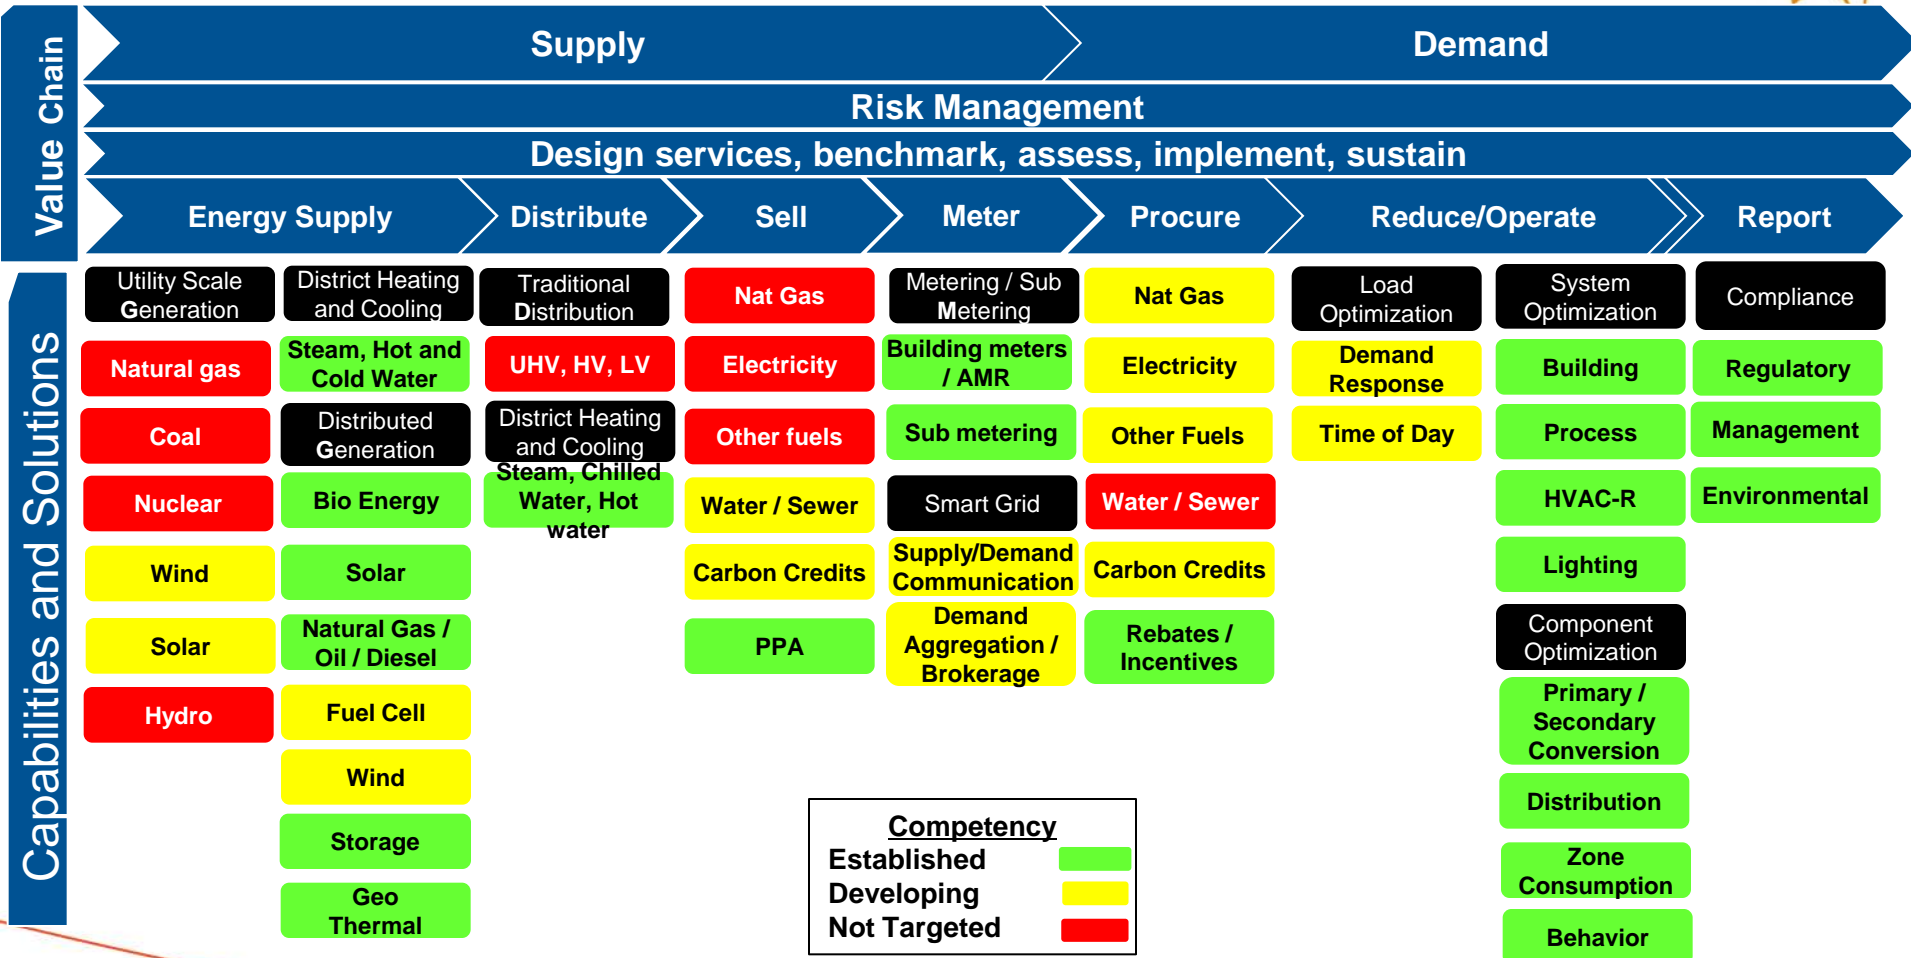 Value Chain
Supply
Demand
Risk Management
Design services, benchmark, assess, implement, sustain
Energy Supply
Distribute
Sell
Meter
Procure
Reduce/Operate
Report
Capabilities and Solutions
Utility Scale
Generation
Natural gas
Coal
Nuclear
Wind
Solar
Hydro
District Heating
and Cooling
Steam, Hot and
Cold Water
Distributed
Generation
Bio Energy
Solar
Natural Gas /
Oil / Diesel
Fuel Cell
Wind
Storage
Geo
Thermal
Traditional
Distribution
UHV, HV, LV
District Heating
and Cooling
Steam, Chilled
Water, Hot
water
Nat Gas
Electricity
Other fuels
Water / Sewer
Carbon Credits
PPA
Metering / Sub
Metering
Building meters
/ AMR
Sub metering
Smart Grid
Supply/Demand
Communication
Demand
Aggregation /
Brokerage
Nat Gas
Electricity
Other Fuels
Water / Sewer
Carbon Credits
Rebates /
Incentives
Load
Optimization
Demand
Response
Time of Day
System
Optimization
Building
Process
HVAC-R
Lighting
Component
Optimization
Primary /
Secondary
Conversion
Distribution
Zone
Consumption
Behavior
Compliance
Regulatory
Management
Environmental
Competency
Established
Developing
Not Targeted